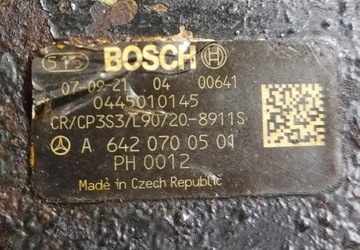 515 BOSCH
07-09-21 04 00641
0445010145
CR/CP3S3/L90/20-8911S
A 642 070 05 01
PH 0012
Made in Czech Republic